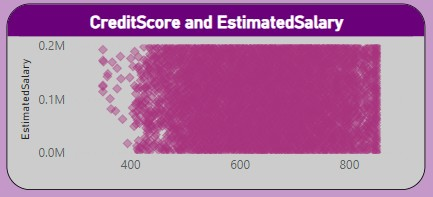 CreditScore and EstimatedSalary
0.2M
EstimatedSalary
0.1M
0.0M
400 600 800